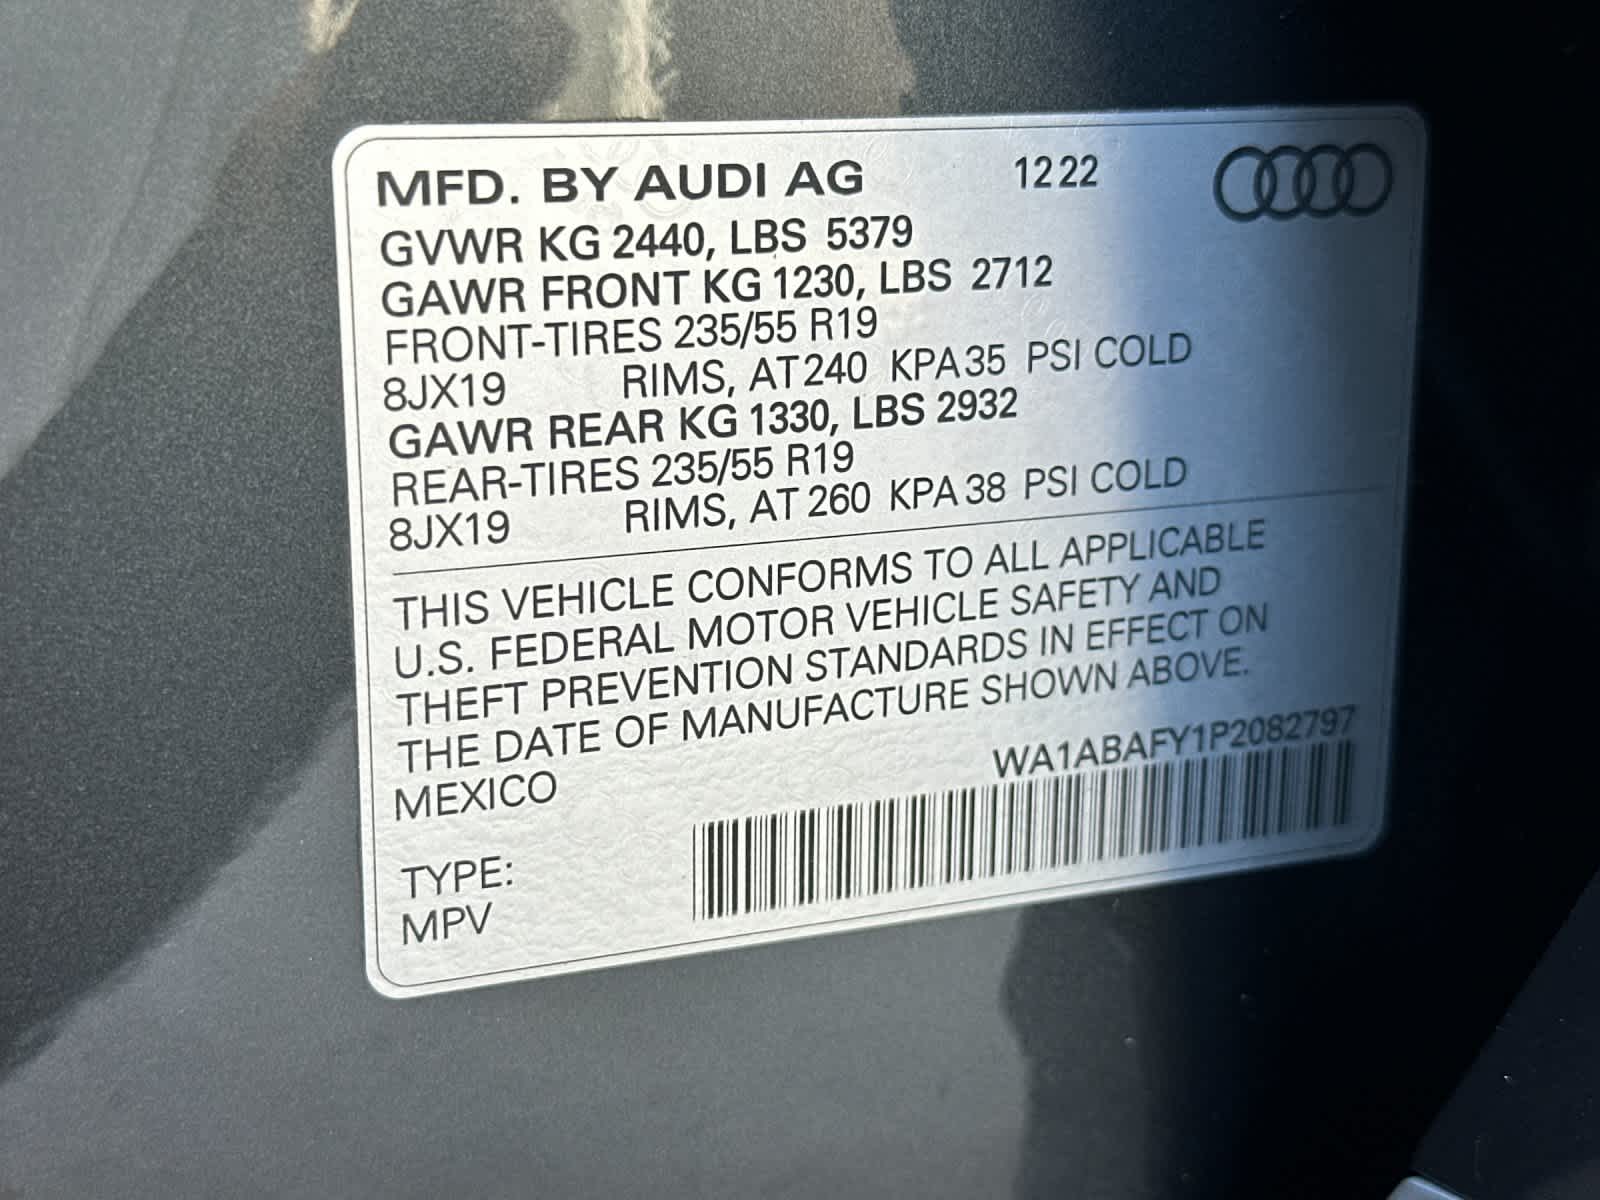 MFD. BY AUDI AG 12 22
GVWR KG 2440, LBS 5379
GAWR FRONT KG 1230, LBS 2712
FRONT-TIRES 235/55 R19
8JX19 RIMS, AT 240 KPA 35 PSI COLD
GAWR REAR KG 1330, LBS 2932
REAR-TIRES 235/55 R19
8JX19 RIMS, AT 260 KPA 38 PSI COLD
THIS VEHICLE CONFORMS TO ALL APPLICABLE
U.S. FEDERAL MOTOR VEHICLE SAFETY AND
THEFT PREVENTION STANDARDS IN EFFECT ON
THE DATE OF MANUFACTURE SHOWN ABOVE.
MEXICO WA1ABAFY1P2082797
TYPE:
MPV